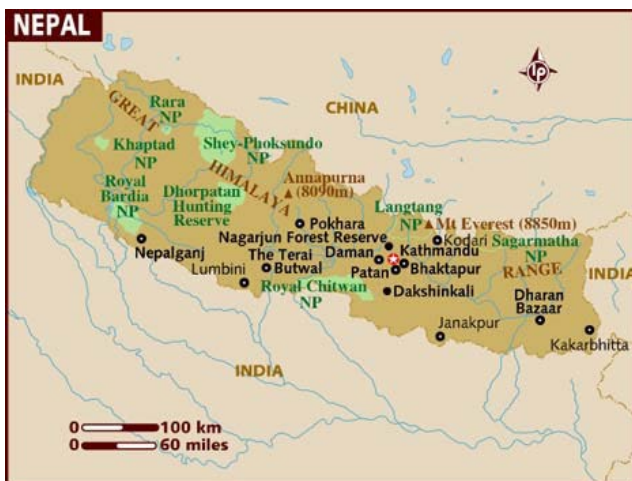 NEPAL
INDIA
lp
GREAT
Rara
NP
CHINA
Khaptad
NP
Shey-Phoksundo
NP
HIMALAYA
Annapurna
(8090m)
Royal
Bardia
NP
Dhorpatan
Hunting
Reserve
Langtang
NP
Mt Everest (8850m)
Pokhara
Kodari
Sagarmatha
NP
Nagarjun Forest Reserve
Kathmandu
Nepalganj
The Terai
Daman
INDIA
Butwal
Patan
Bhaktapur
RANGE
Lumbini
Royal Chitwan
NP
Dakshinkali
Dharan
Bazaar
Janakpur
Kakarbhitta
INDIA
0 100 km
0 60 miles